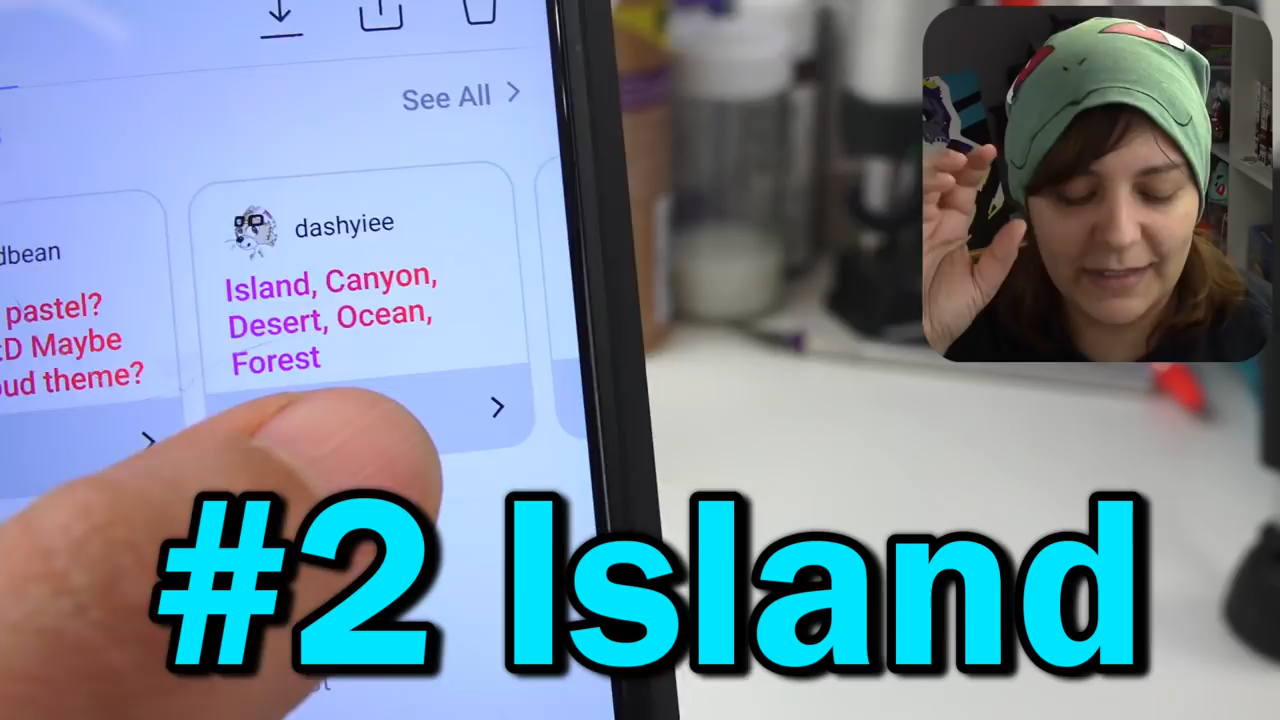 See All
dbean
pastel?
:D Maybe
oud theme?
dashyiee
Island, Canyon,
Desert, Ocean,
Forest
#2 Island